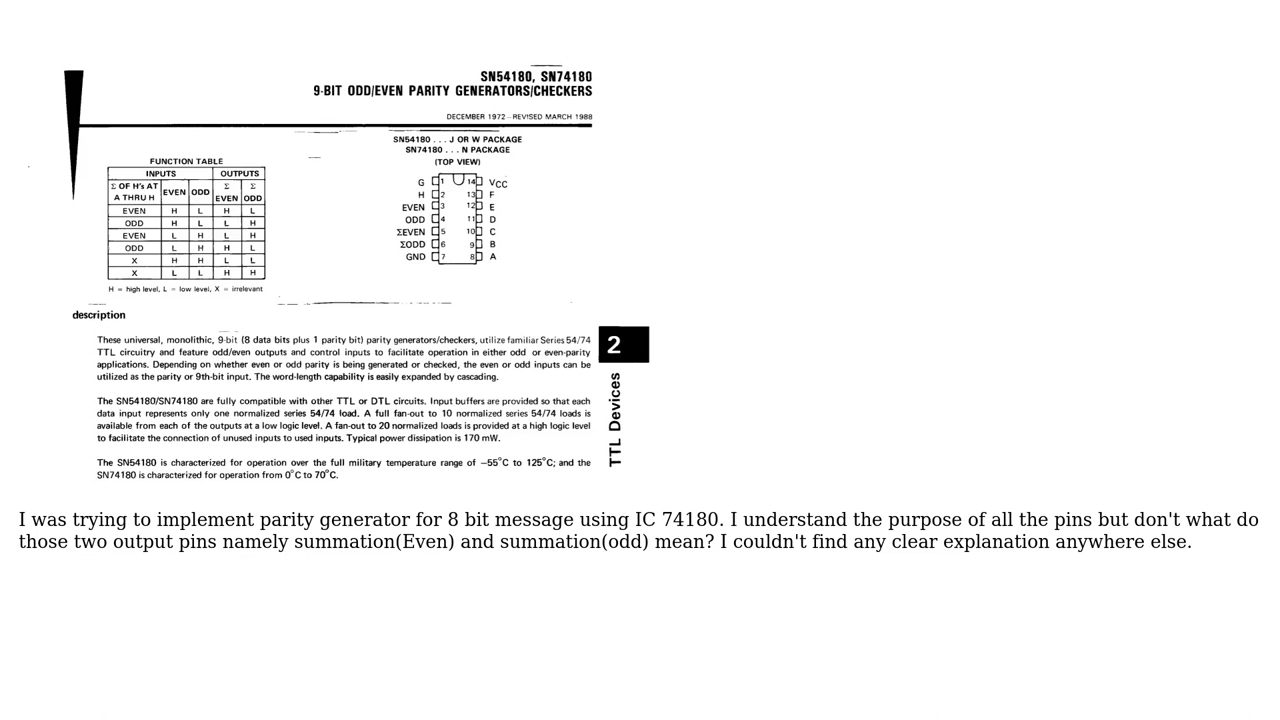 SN54180, SN74180
9-BIT ODD/EVEN PARITY GENERATORS/CHECKERS
DECEMBER 1972 – REVISED MARCH 1988
SN54180 . . . J OR W PACKAGE
SN74180 . . . N PACKAGE
(TOP VIEW)
G 1 14 VCC
H 2 13 F
EVEN 3 12 E
ODD 4 11 D
ΣEVEN 5 10 C
ΣODD 6 9 B
GND 7 8 A
FUNCTION TABLE
INPUTS OUTPUTS
Σ OF H's AT A THRU H EVEN ODD Σ EVEN Σ ODD
EVEN H L H L
ODD H L L H
EVEN L H L H
ODD L H H L
X H H L L
X L L H H
H = high level, L = low level, X = irrelevant
description
These universal, monolithic, 9-bit (8 data bits plus 1 parity bit) parity generators/checkers, utilize familiar Series 54/74
TTL circuitry and feature odd/even outputs and control inputs to facilitate operation in either odd or even-parity
applications. Depending on whether even or odd parity is being generated or checked, the even or odd inputs can be
utilized as the parity or 9th-bit input. The word-length capability is easily expanded by cascading.
The SN54180/SN74180 are fully compatible with other TTL or DTL circuits. Input buffers are provided so that each
data input represents only one normalized series 54/74 load. A full fan-out to 10 normalized series 54/74 loads is
available from each of the outputs at a low logic level. A fan-out to 20 normalized loads is provided at a high logic level
to facilitate the connection of unused inputs to used inputs. Typical power dissipation is 170 mW.
The SN54180 is characterized for operation over the full military temperature range of −55°C to 125°C; and the
SN74180 is characterized for operation from 0°C to 70°C.
2
TTL Devices
I was trying to implement parity generator for 8 bit message using IC 74180. I understand the purpose of all the pins but don't what do
those two output pins namely summation(Even) and summation(odd) mean? I couldn't find any clear explanation anywhere else.